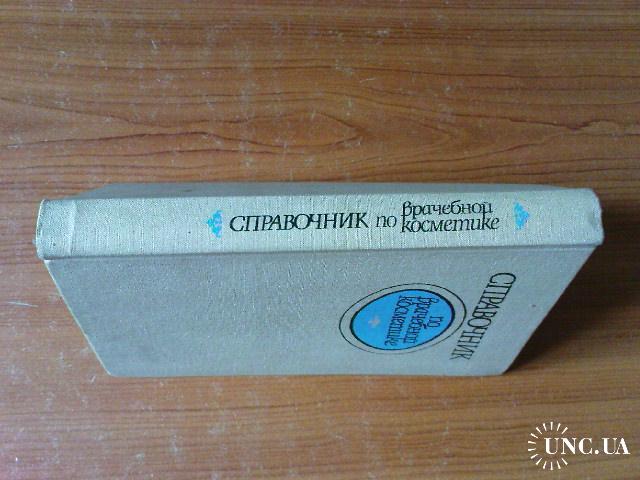 СПРАВОЧНИК по врачебной
косметике
СПРАВОЧНИК
по
врачебной
косметике
UNC.UA